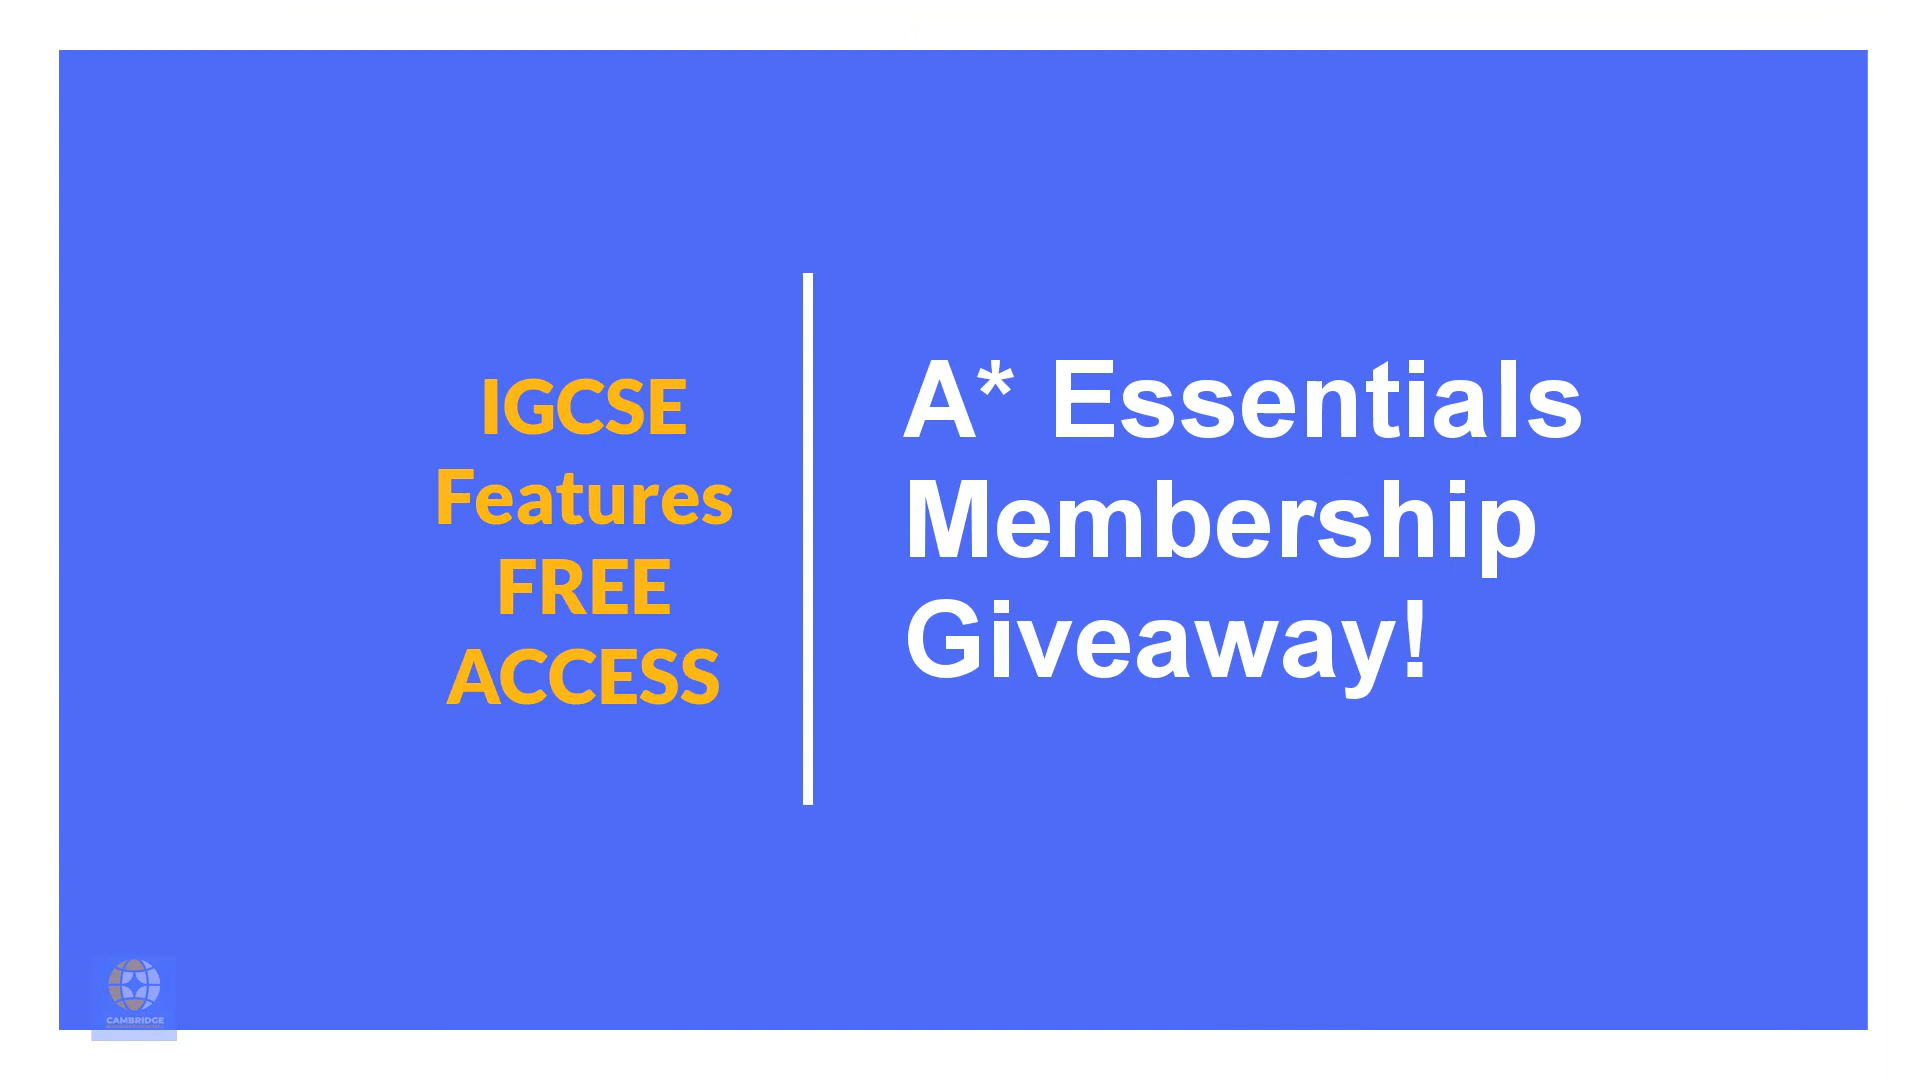 IGCSE
Features
FREE
ACCESS
A* Essentials
Membership
Giveaway!
CAMBRIDGE